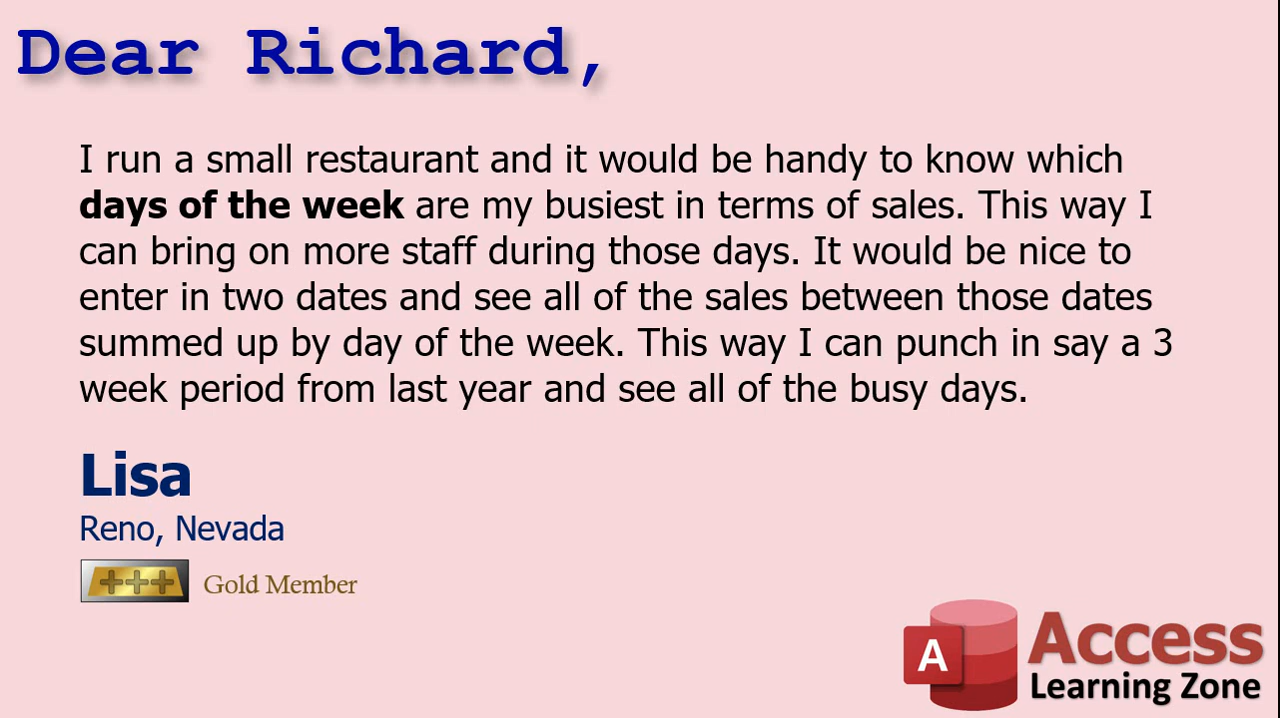 Dear Richard,
I run a small restaurant and it would be handy to know which
days of the week are my busiest in terms of sales. This way I
can bring on more staff during those days. It would be nice to
enter in two dates and see all of the sales between those dates
summed up by day of the week. This way I can punch in say a 3
week period from last year and see all of the busy days.
Lisa
Reno, Nevada
+++ Gold Member
A Access
Learning Zone